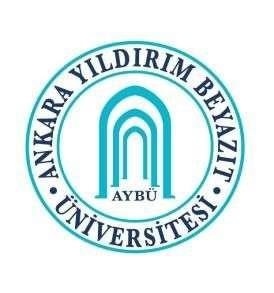 ANKARA YILDIRIM BEYAZIT
AYBÜ
• ÜNİVERSİTESİ •